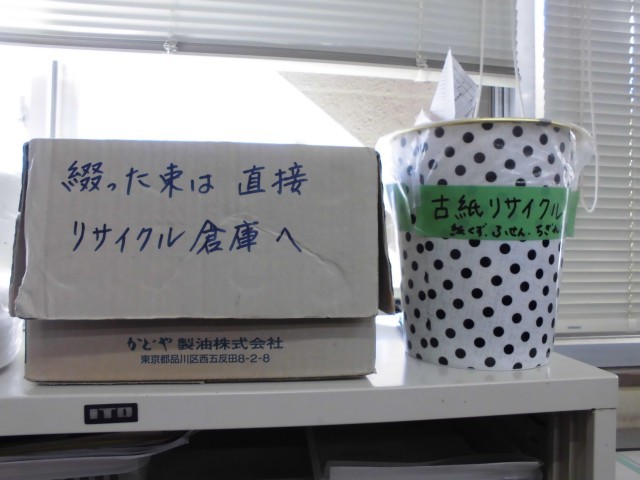 綴った束は 直接
リサイクル倉庫へ
かどや製油株式会社
東京都品川区西五反田8-2-8
古紙リサイクル
紙くず、ふせん・ちぎれ
ITO